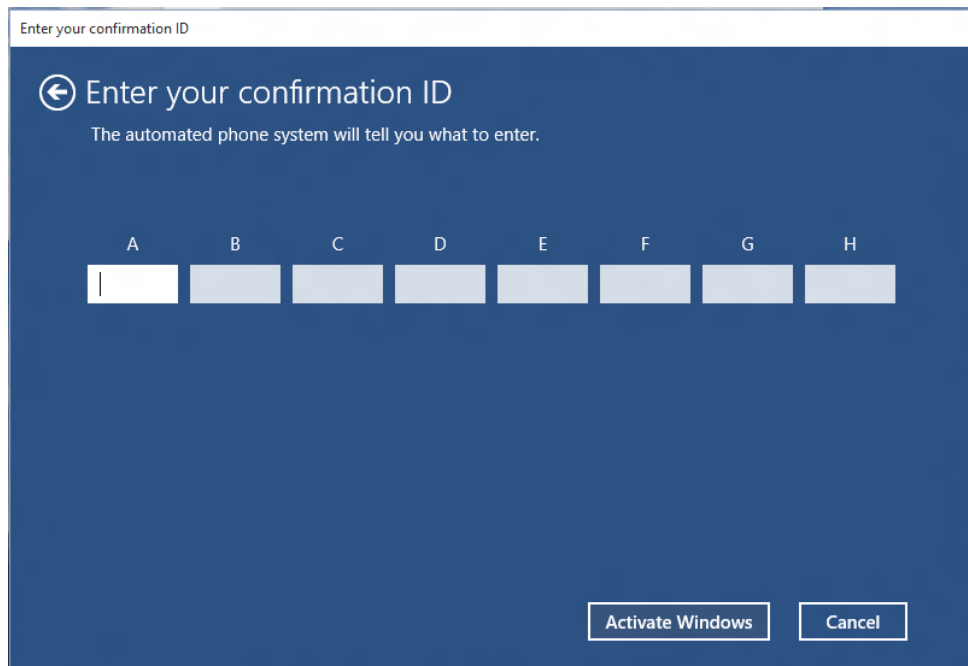 Enter your confirmation ID
Enter your confirmation ID
The automated phone system will tell you what to enter.
A B C D E F G H
Activate Windows Cancel